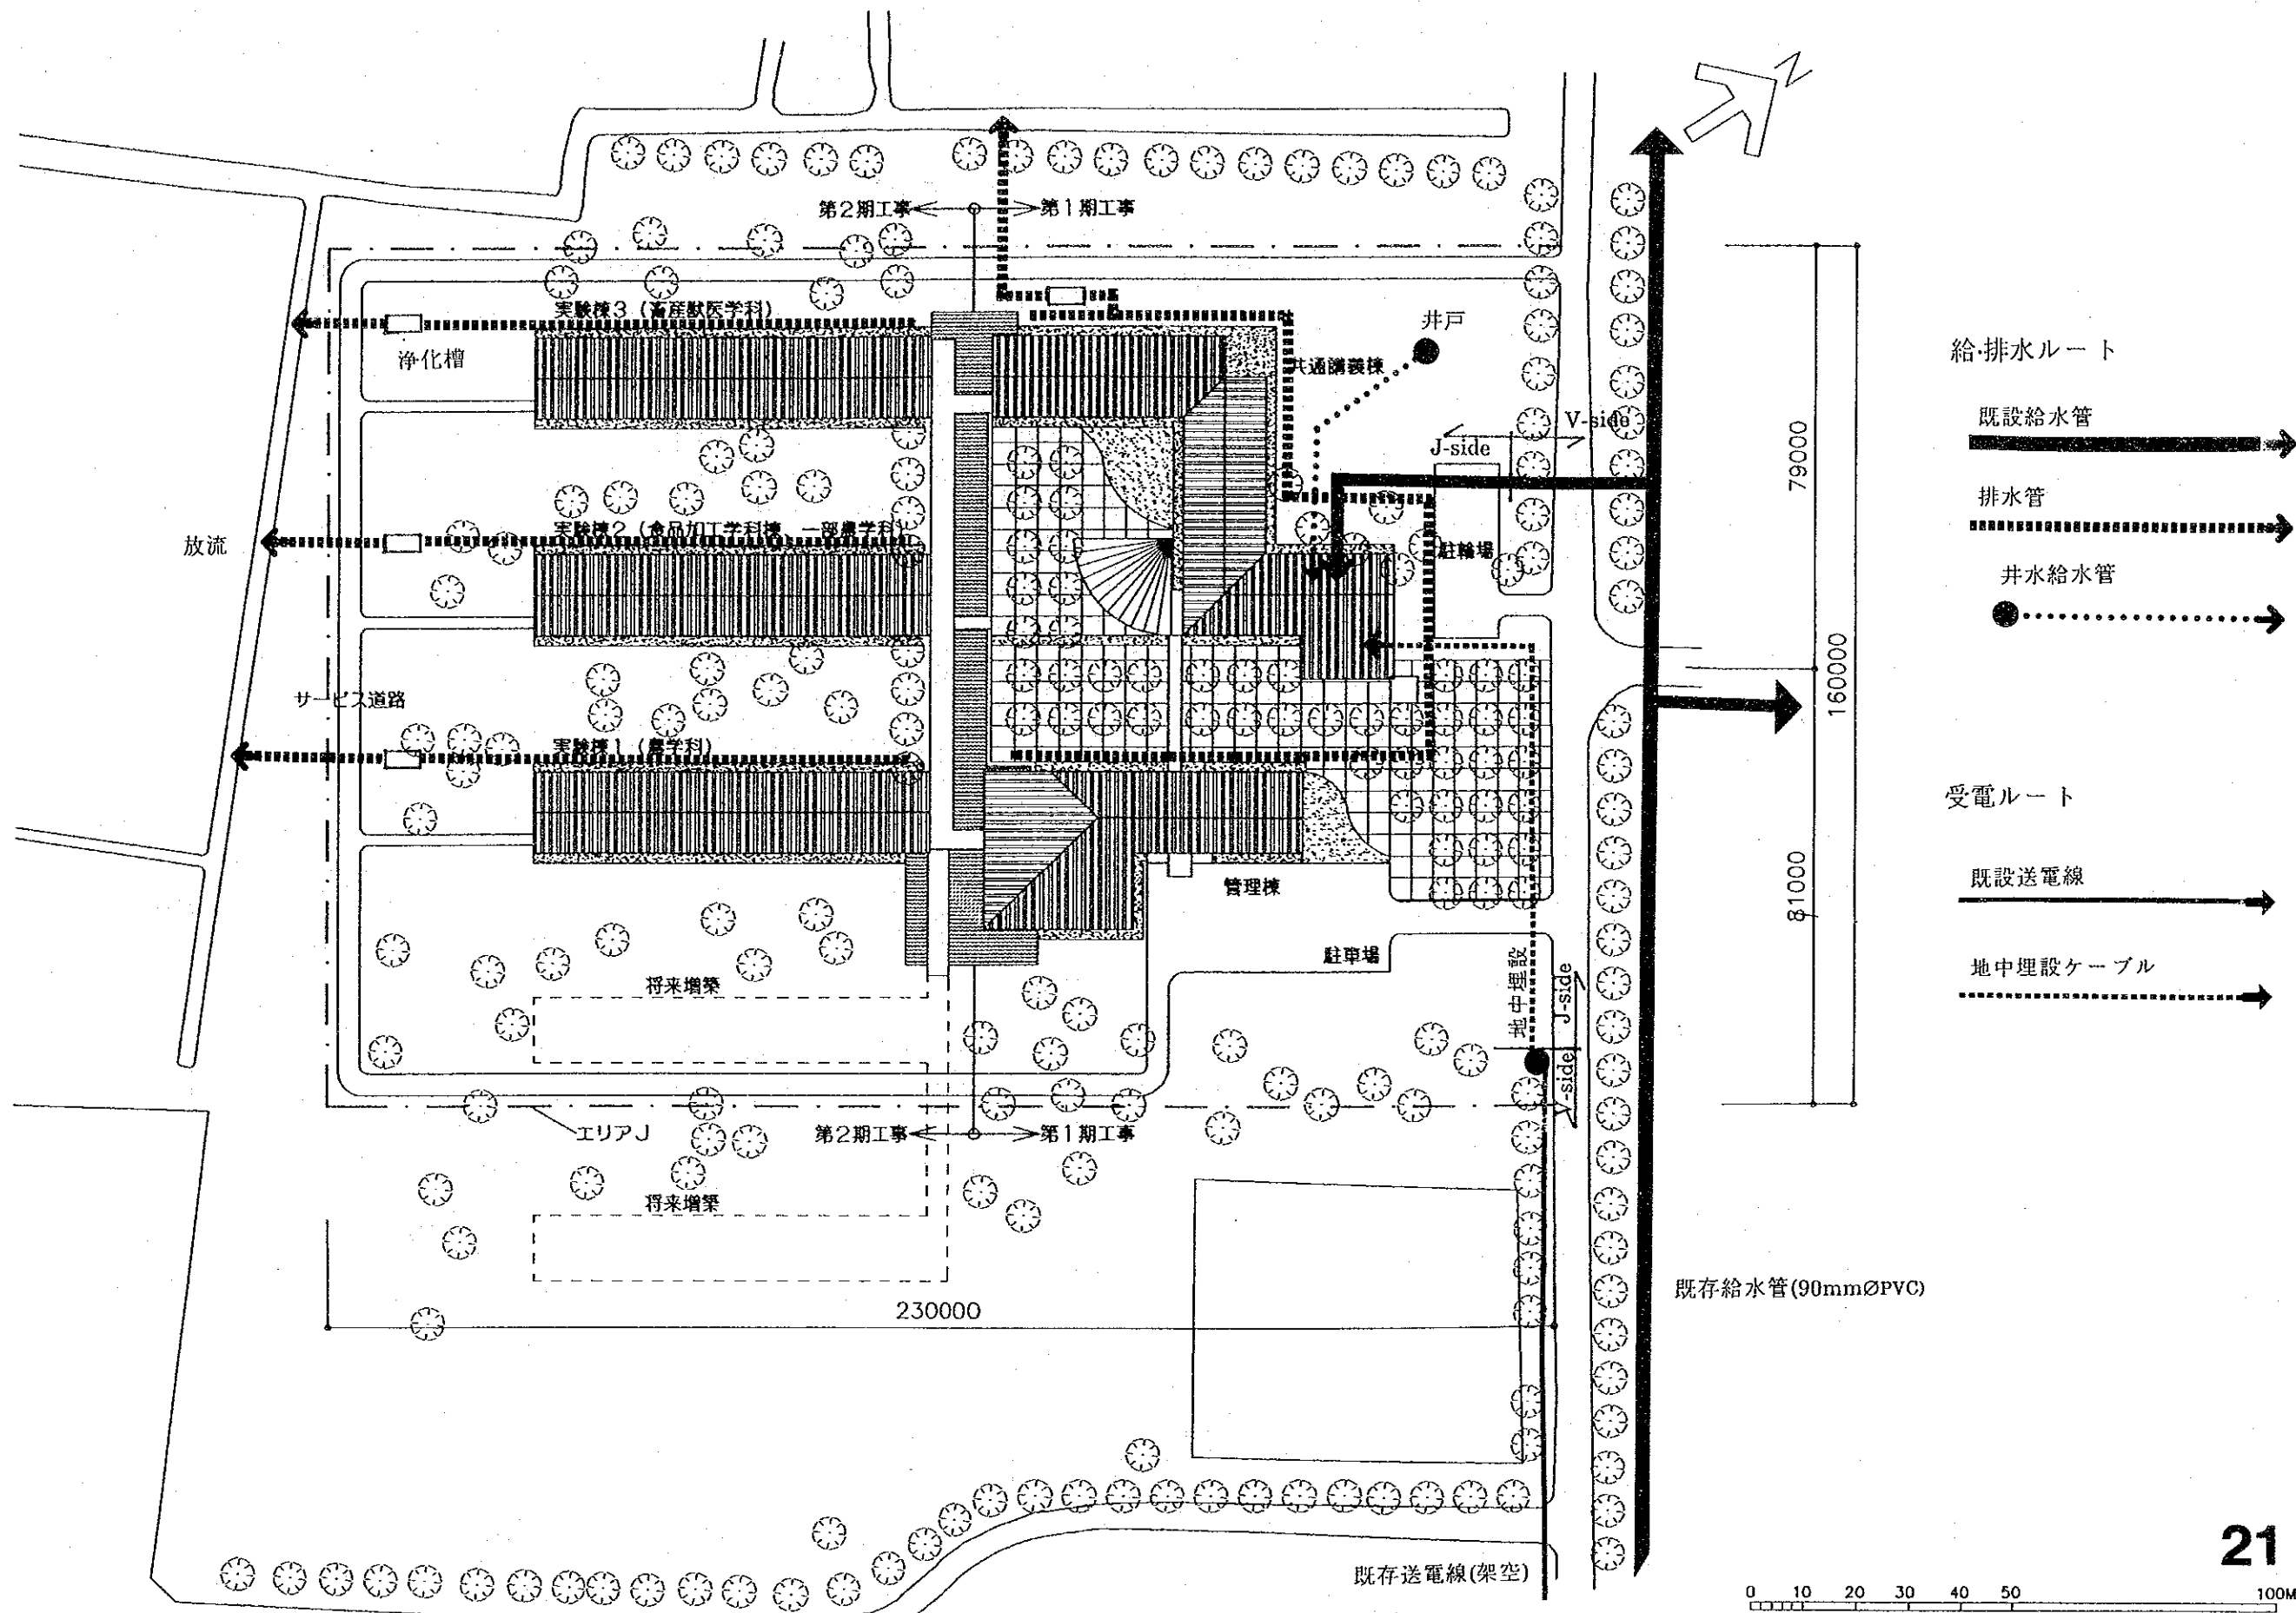 N
第2期工事
第1期工事
実験棟3（畜産獣医学科）
井戸
給·排水ルート
浄化槽
共通講義棟
既設給水管
V-side
J-side
79000
排水管
実験棟2（食品加工学科棟、一部農学科）
放流
駐輪場
井水給水管
160000
サービス道路
実験棟1（農学科）
受電ルート
管理棟
既設送電線
81000
駐車場
地中埋設
J-side
地中埋設ケーブル
将来増築
V-side
エリアJ
第2期工事
第1期工事
将来増築
既存給水管(90mmØPVC)
230000
21
既存送電線(架空)
0 10 20 30 40 50 100M